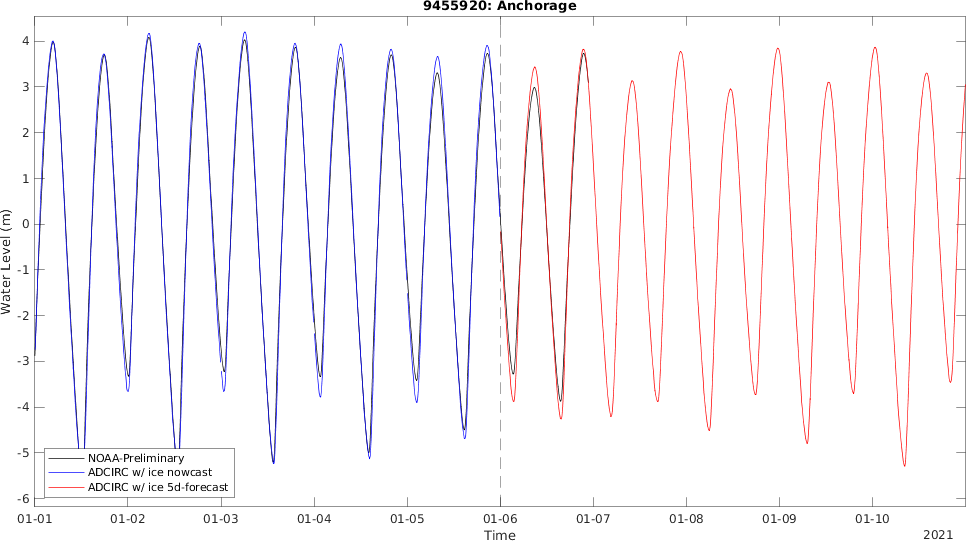 9455920: Anchorage
4
3
2
1
0
-1
-2
-3
-4
-5
-6
Water Level (m)
NOAA-Preliminary
ADCIRC w/ ice nowcast
ADCIRC w/ ice 5d-forecast
01-01 01-02 01-03 01-04 01-05 01-06 01-07 01-08 01-09 01-10
Time
2021